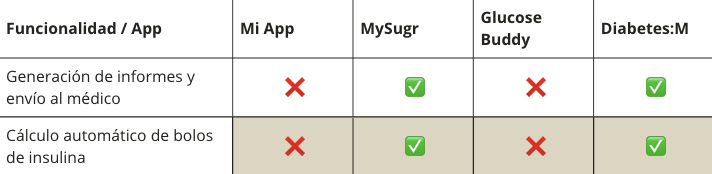 Funcionalidad / App Mi App MySugr Glucose Buddy Diabetes:M
Generación de informes y
envío al médico ❌ ✅ ❌ ✅
Cálculo automático de bolos
de insulina ❌ ✅ ❌ ✅